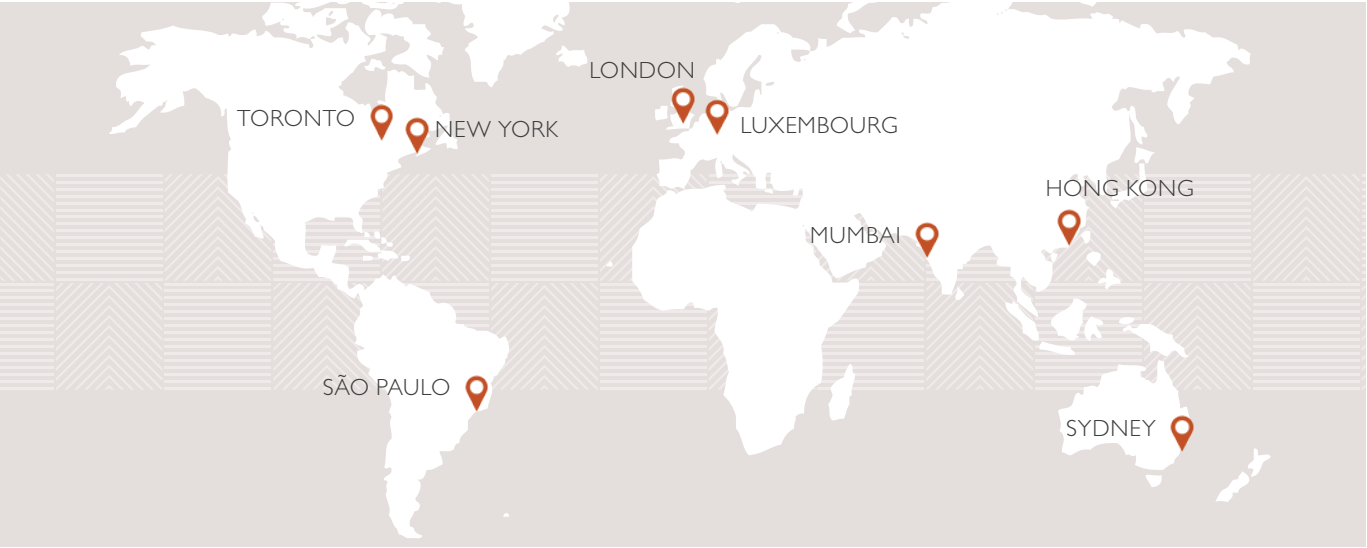 LONDON
TORONTO
NEW YORK
LUXEMBOURG
HONG KONG
MUMBAI
SÃO PAULO
SYDNEY